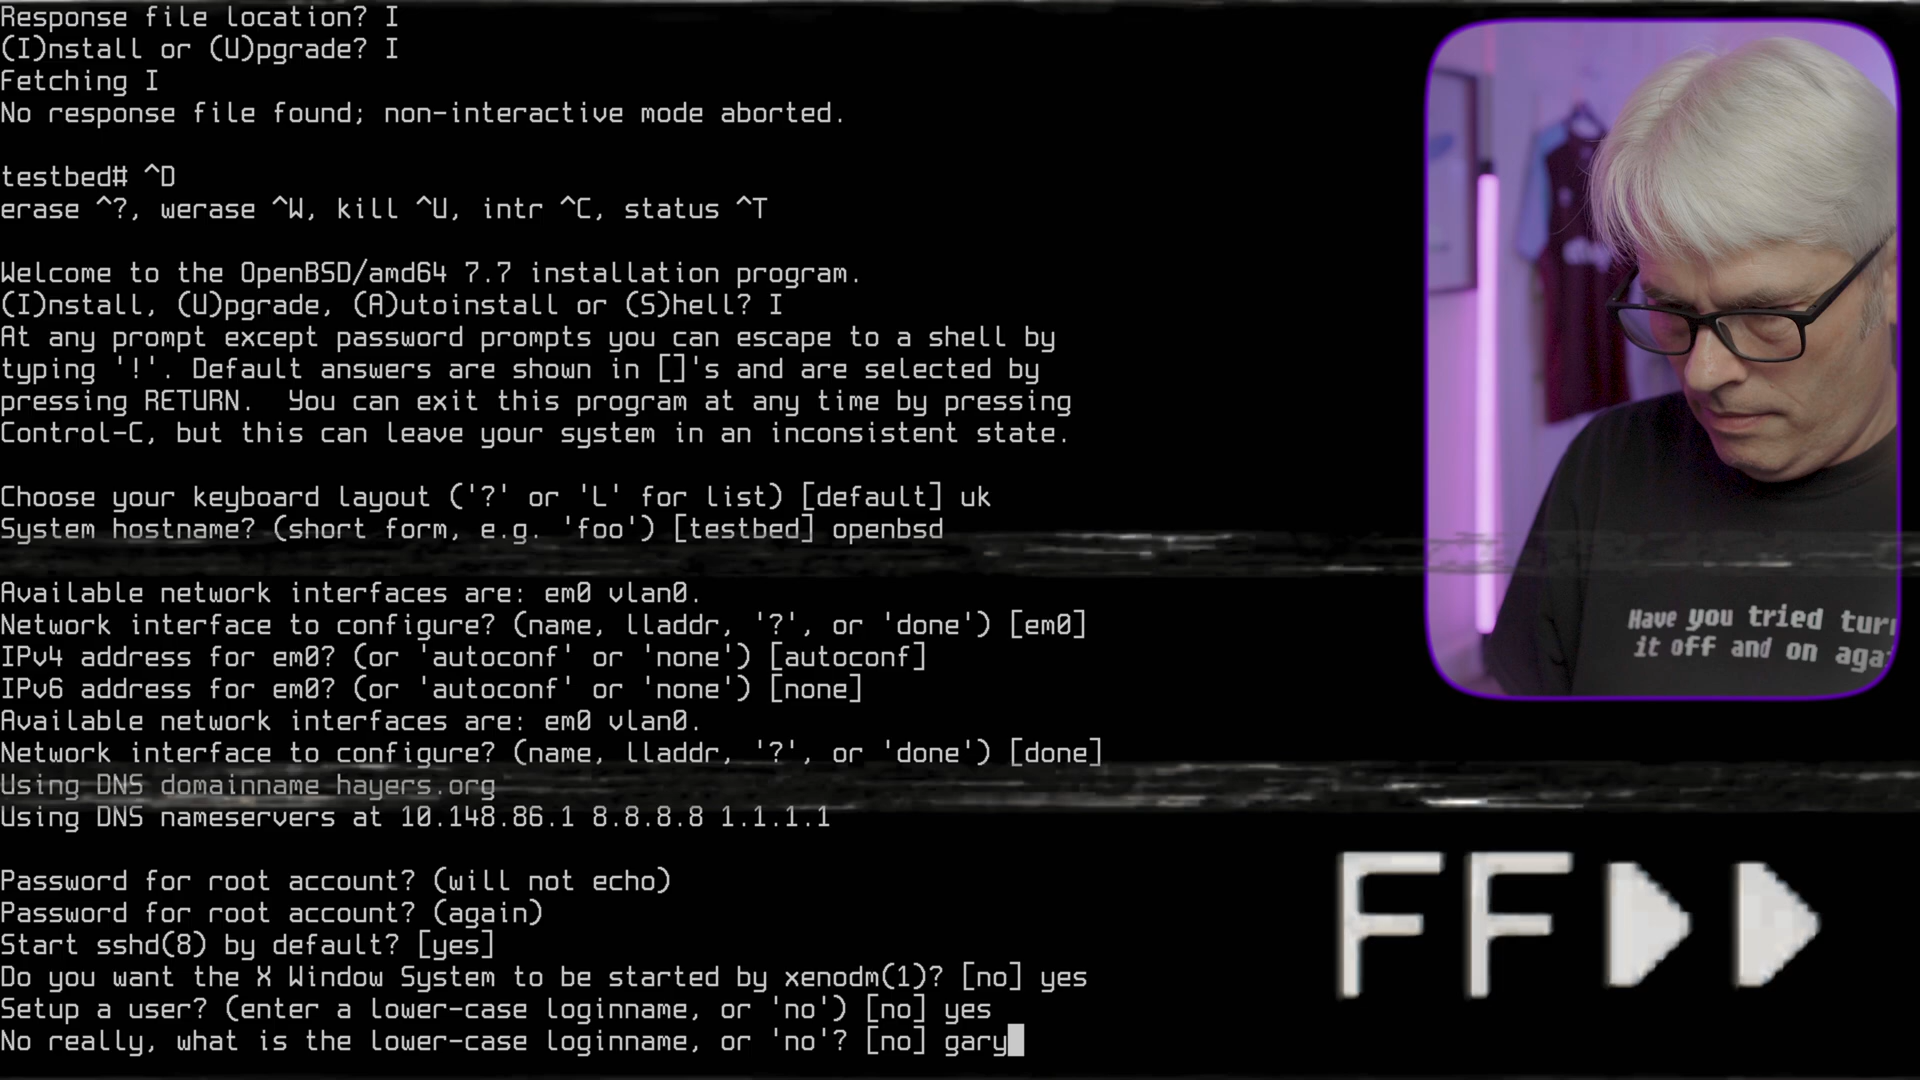 Response file location? I
(I)nstall or (U)pgrade? I
Fetching I
No response file found; non-interactive mode aborted.
testbed# ^D
erase ^?, werase ^W, kill ^U, intr ^C, status ^T
Welcome to the OpenBSD/amd64 7.7 installation program.
(I)nstall, (U)pgrade, (A)utoinstall or (S)hell? I
At any prompt except password prompts you can escape to a shell by
typing '!'. Default answers are shown in []'s and are selected by
pressing RETURN.  You can exit this program at any time by pressing
Control-C, but this can leave your system in an inconsistent state.
Choose your keyboard layout ('?' or 'L' for list) [default] uk
System hostname? (short form, e.g. 'foo') [testbed] openbsd
Available network interfaces are: em0 vlan0.
Network interface to configure? (name, lladdr, '?', or 'done') [em0]
IPv4 address for em0? (or 'autoconf' or 'none') [autoconf]
IPv6 address for em0? (or 'autoconf' or 'none') [none]
Available network interfaces are: em0 vlan0.
Network interface to configure? (name, lladdr, '?', or 'done') [done]
Using DNS domainname hayers.org
Using DNS nameservers at 10.148.86.1 8.8.8.8 1.1.1.1
Password for root account? (will not echo)
Password for root account? (again)
Start sshd(8) by default? [yes]
Do you want the X Window System to be started by xenodm(1)? [no] yes
Setup a user? (enter a lower-case loginname, or 'no') [no] yes
No really, what is the lower-case loginname, or 'no'? [no] gary
Have you tried
it off and on
FF